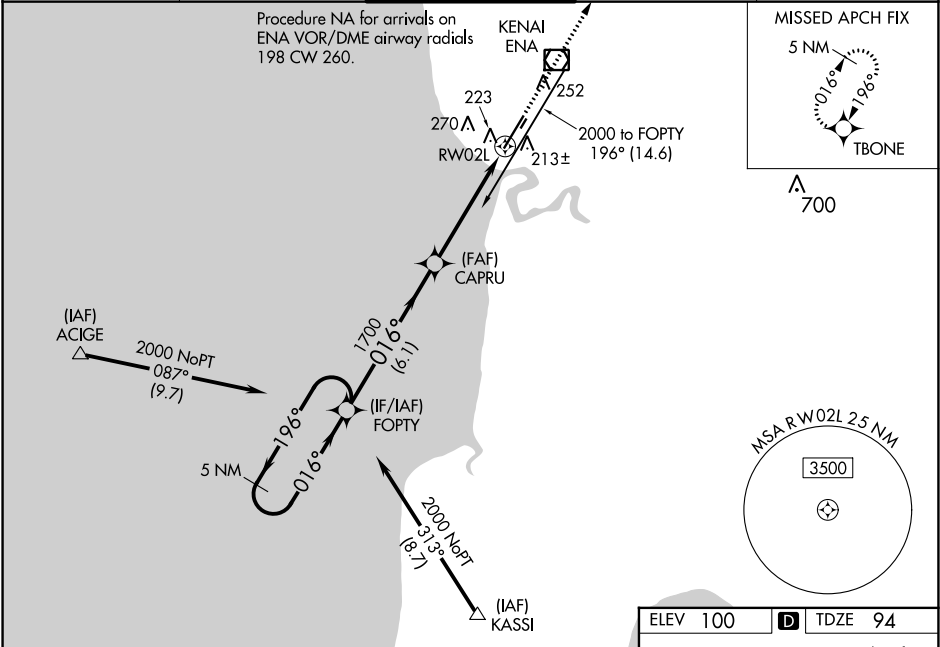 Procedure NA for arrivals on
ENA VOR/DME airway radials
198 CW 260.
KENAI
ENA
MISSED APCH FIX
5 NM
016°
196°
TBONE
252
223
270
RW02L
213±
2000 to FOPTY
196° (14.6)
700
(FAF)
CAPRU
(IAF)
ACIGE
2000 NoPT
087°
(9.7)
1700
016°
(6.1)
(IF/IAF)
FOPTY
196°
016°
5 NM
2000 NoPT
313°
(8.7)
(IAF)
KASSI
MSA RW02L 25 NM
3500
ELEV 100
D
TDZE 94